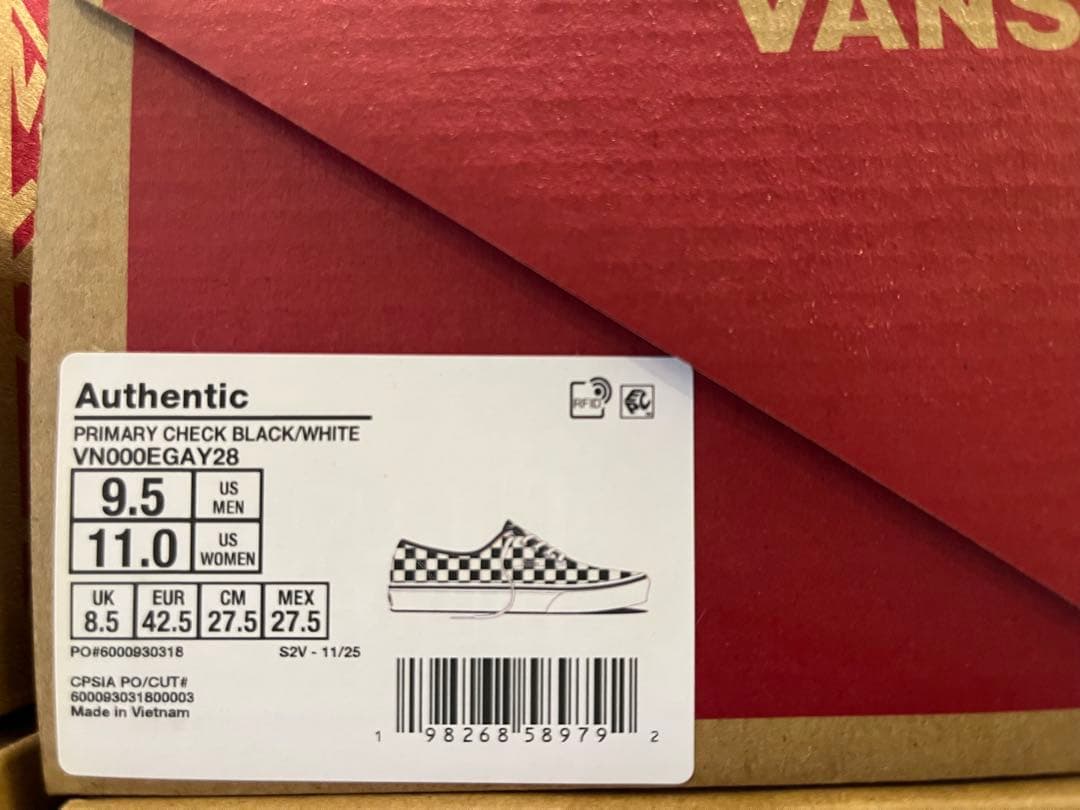 VANS
Authentic
RFID
PRIMARY CHECK BLACK/WHITE
VN000EGAY28
9.5 US MEN
11.0 US WOMEN
UK EUR CM MEX
8.5 42.5 27.5 27.5
PO#6000930318 S2V - 11/25
CPSIA PO/CUT#
600093031800003
Made in Vietnam
1 98268 58979 2